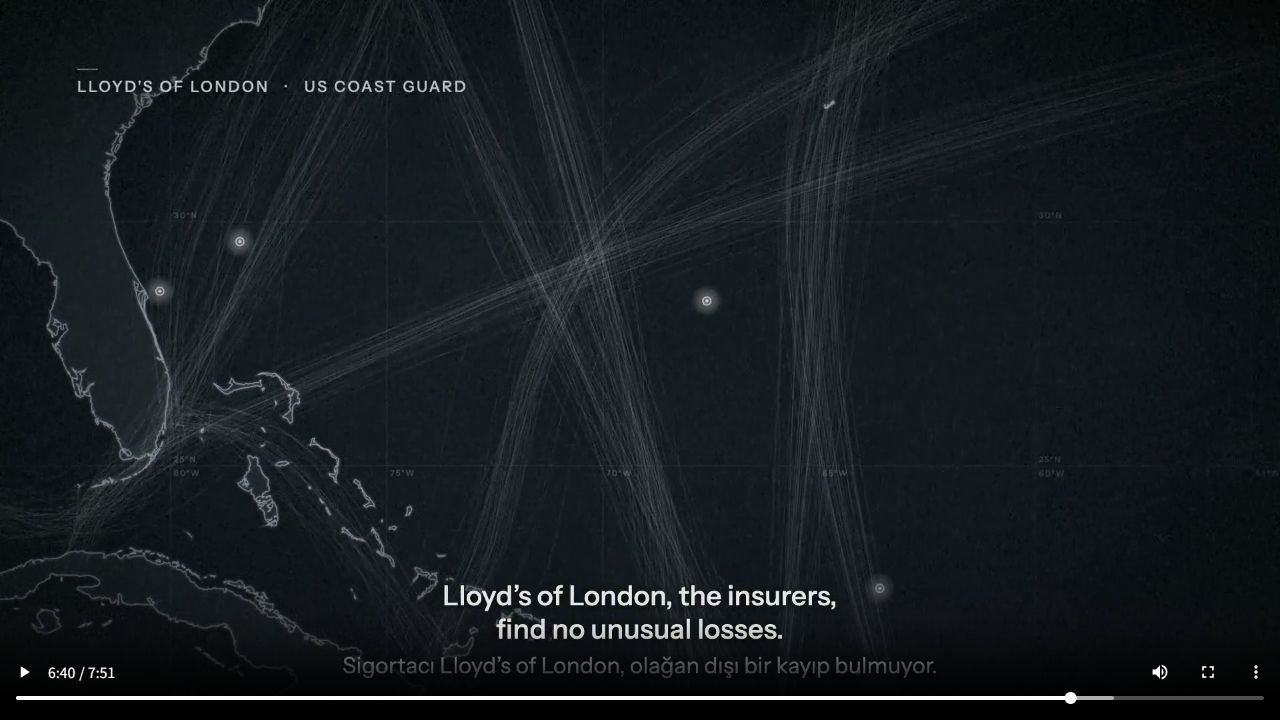 LLOYD'S OF LONDON · US COAST GUARD
30°N
30°N
25°N
80°W
75°W
70°W
65°W
25°N
60°W
Lloyd’s of London, the insurers,
find no unusual losses.
Sigortacı Lloyd’s of London, olağan dışı bir kayıp bulmuyor.
6:40 / 7:51